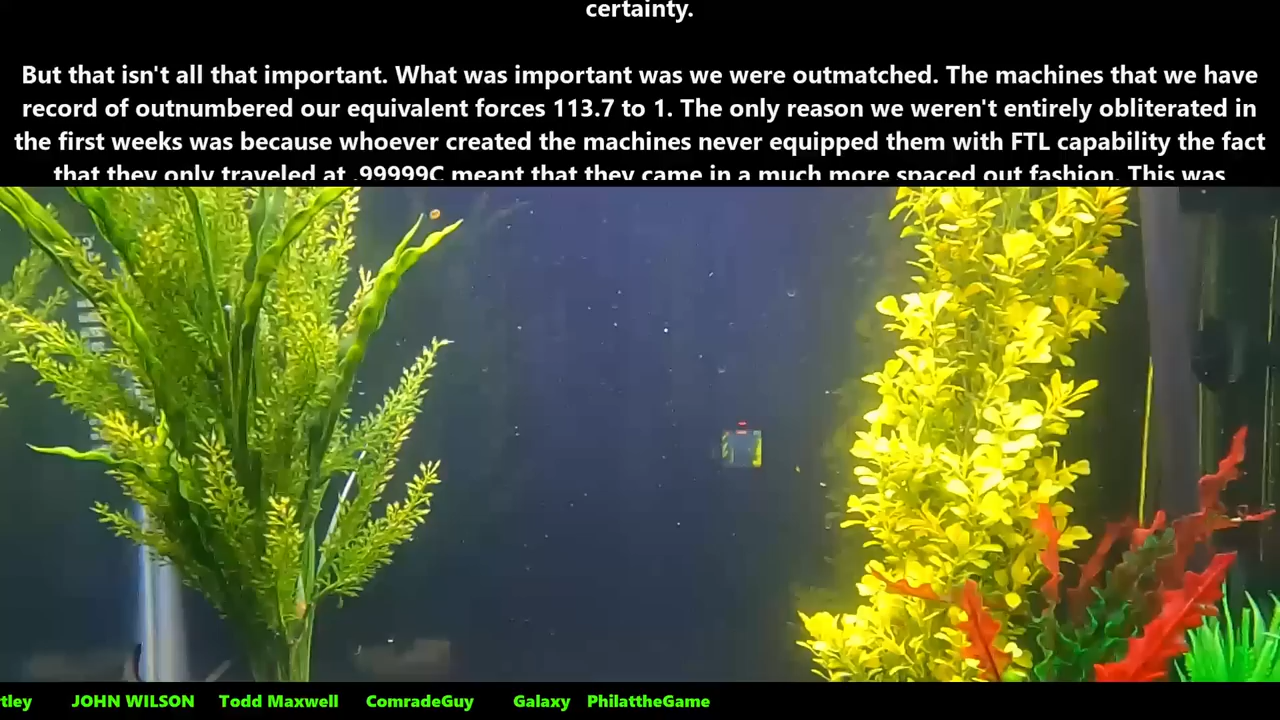 certainty.
But that isn't all that important. What was important was we were outmatched. The machines that we have
record of outnumbered our equivalent forces 113.7 to 1. The only reason we weren't entirely obliterated in
the first weeks was because whoever created the machines never equipped them with FTL capability the fact
that they only traveled at .99999C meant that they came in a much more spaced out fashion. This was
JOHN WILSON Todd Maxwell ComradeGuy Galaxy PhilattheGame